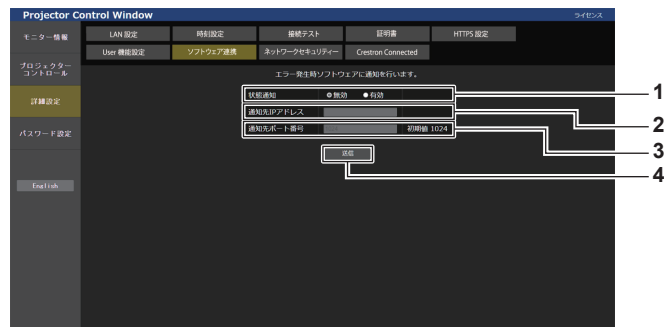 Projector Control Window
ライセンス
モニター情報
プロジェクター
コントロール
詳細設定
パスワード設定
English
LAN 設定
時刻設定
接続テスト
証明書
HTTPS 設定
User 機能設定
ソフトウェア連携
ネットワークセキュリティー
Crestron Connected
エラー発生時ソフトウェアに通知を行います。
状態通知 無効 有効
通知先IPアドレス
通知先ポート番号 初期値 1024
送信
1
2
3
4